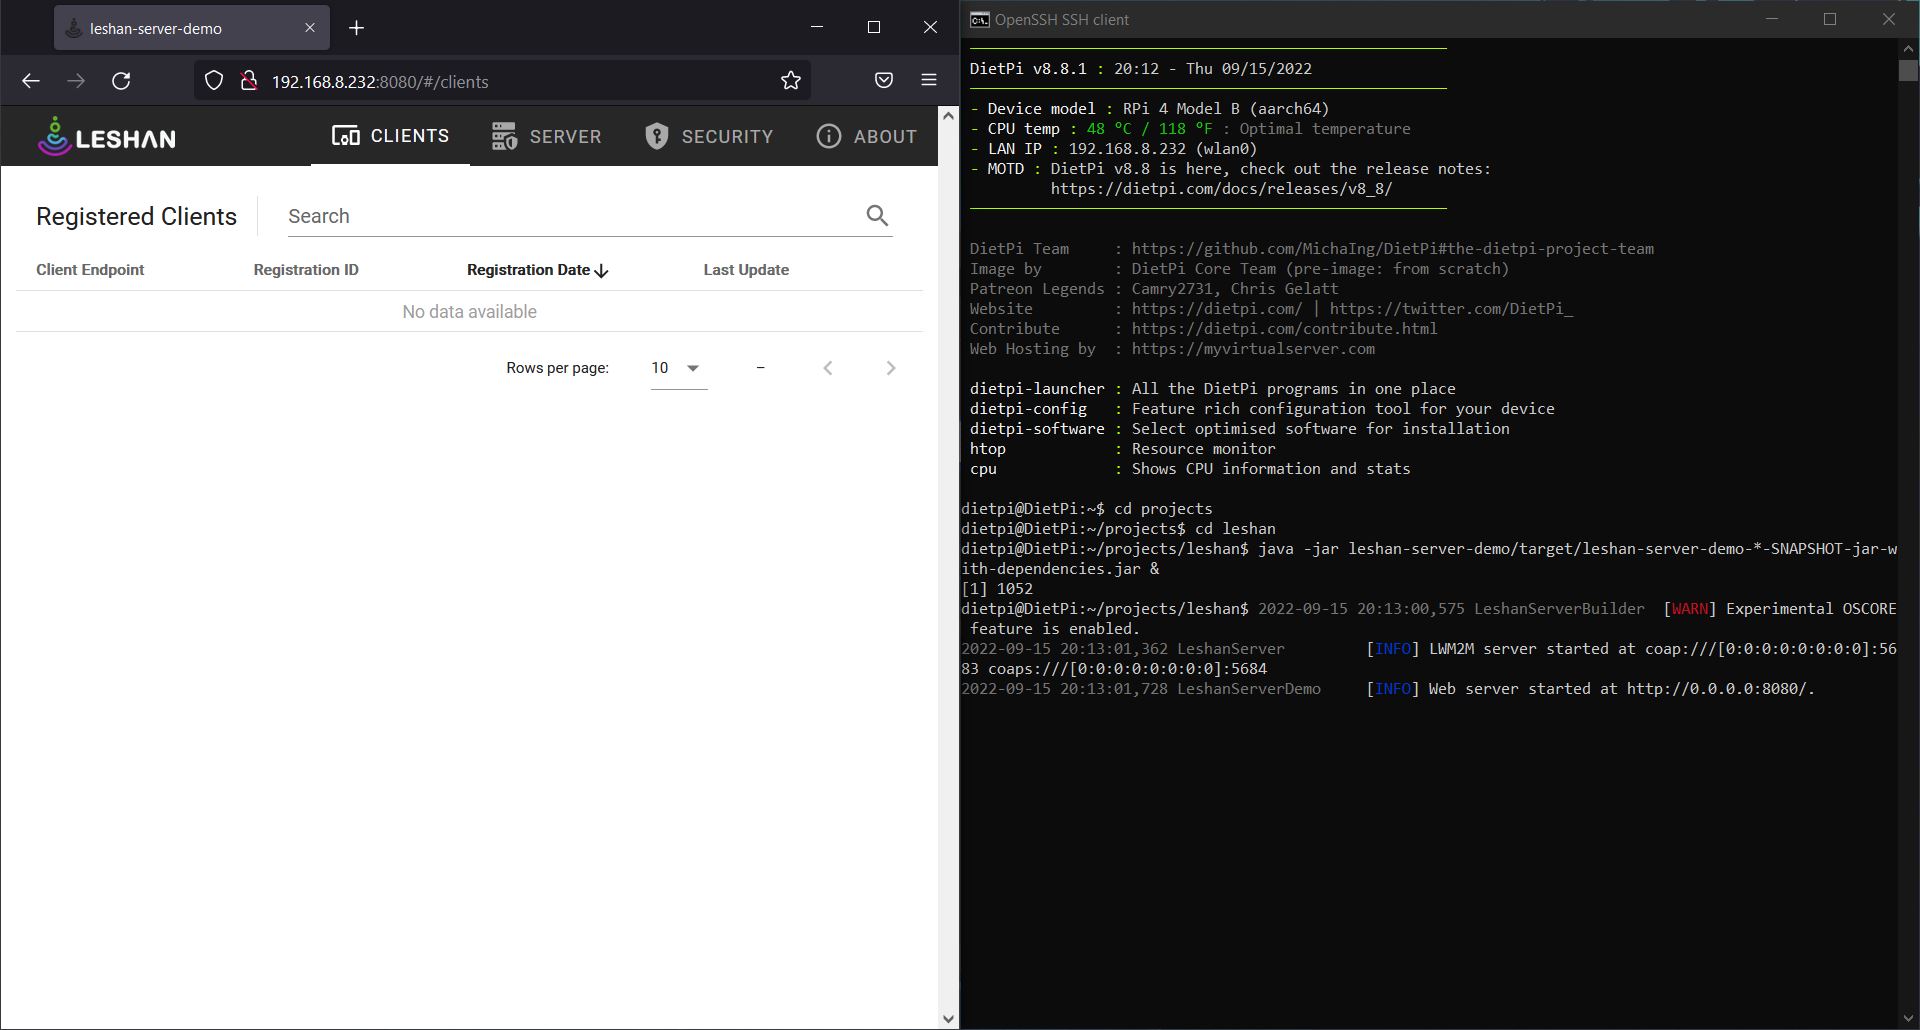 leshan-server-demo
192.168.8.232:8080/#/clients
LESHAN
CLIENTS
SERVER
SECURITY
ABOUT
Registered Clients
Search
Client Endpoint Registration ID Registration Date Last Update
No data available
Rows per page: 10 –
OpenSSH SSH client
DietPi v8.8.1 : 20:12 - Thu 09/15/2022
- Device model : RPi 4 Model B (aarch64)
- CPU temp : 48 °C / 118 °F : Optimal temperature
- LAN IP : 192.168.8.232 (wlan0)
- MOTD : DietPi v8.8 is here, check out the release notes:
https://dietpi.com/docs/releases/v8_8/
DietPi Team : https://github.com/MichaIng/DietPi#the-dietpi-project-team
Image by : DietPi Core Team (pre-image: from scratch)
Patreon Legends : Camry2731, Chris Gelatt
Website : https://dietpi.com/ | https://twitter.com/DietPi_
Contribute : https://dietpi.com/contribute.html
Web Hosting by : https://myvirtualserver.com
dietpi-launcher : All the DietPi programs in one place
dietpi-config : Feature rich configuration tool for your device
dietpi-software : Select optimised software for installation
htop : Resource monitor
cpu : Shows CPU information and stats
dietpi@DietPi:~$ cd projects
dietpi@DietPi:~/projects$ cd leshan
dietpi@DietPi:~/projects/leshan$ java -jar leshan-server-demo/target/leshan-server-demo-*-SNAPSHOT-jar-w
ith-dependencies.jar &
[1] 1052
dietpi@DietPi:~/projects/leshan$ 2022-09-15 20:13:00,575 LeshanServerBuilder [WARN] Experimental OSCORE
feature is enabled.
2022-09-15 20:13:01,362 LeshanServer [INFO] LWM2M server started at coap:///[0:0:0:0:0:0:0:0]:56
83 coaps:///[0:0:0:0:0:0:0:0]:5684
2022-09-15 20:13:01,728 LeshanServerDemo [INFO] Web server started at http://0.0.0.0:8080/.